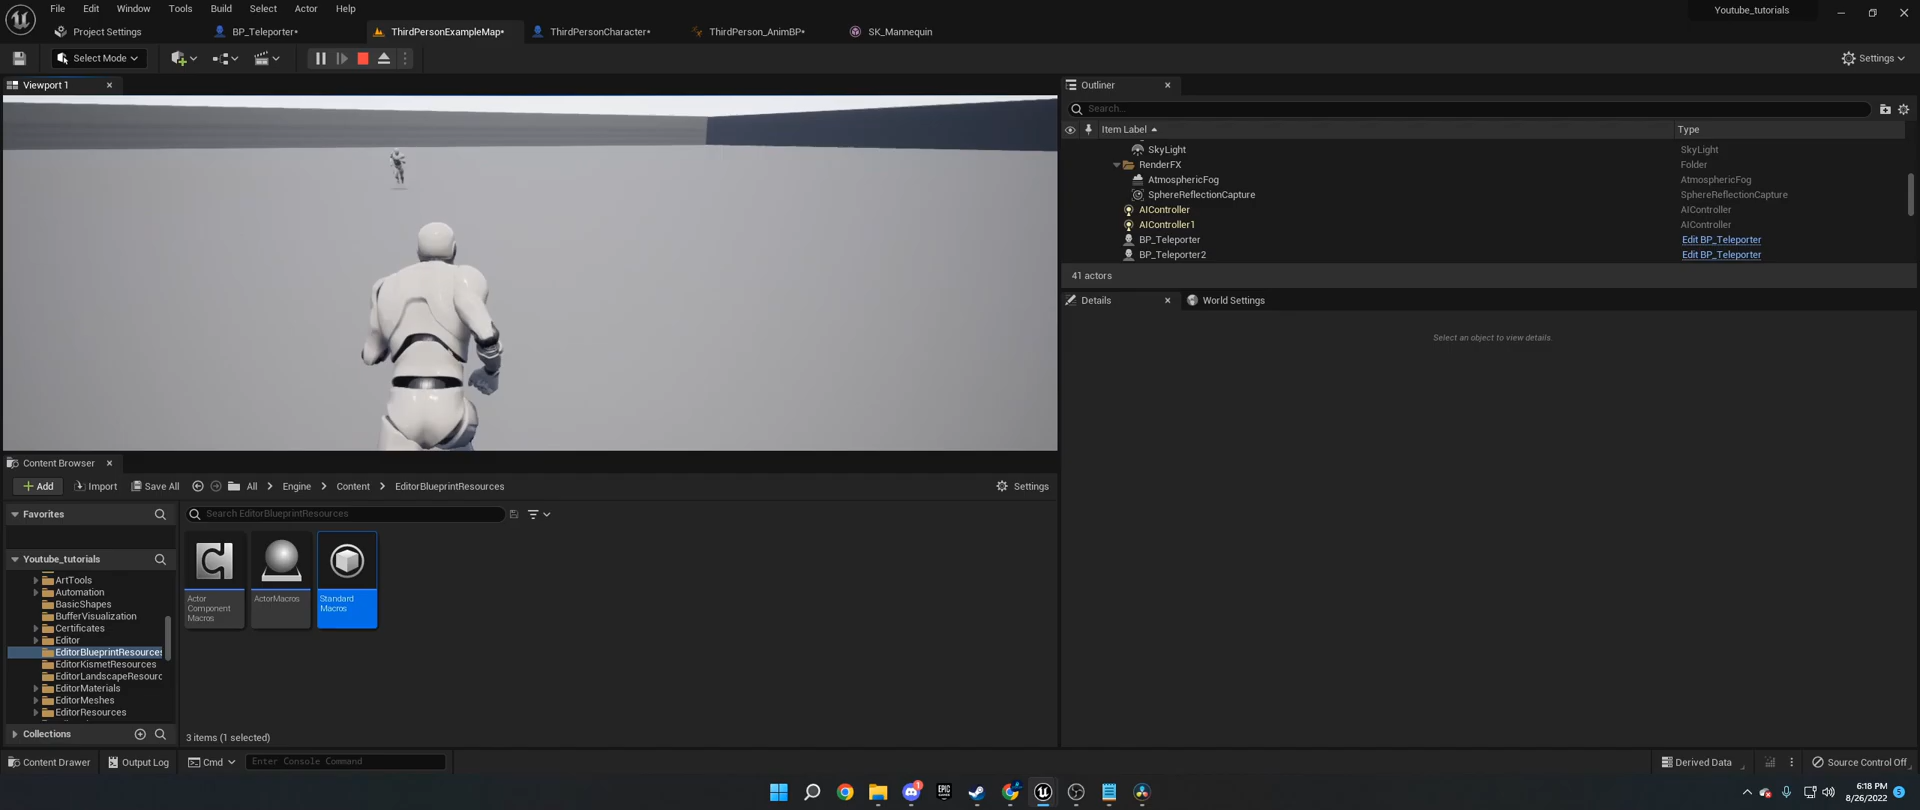 File Edit Window Tools Build Select Actor Help
Youtube_tutorials
Project Settings
BP_Teleporter*
ThirdPersonExampleMap*
ThirdPersonCharacter*
ThirdPerson_AnimBP*
SK_Mannequin
Select Mode
Settings
Viewport 1
Outliner
Search...
Item Label
Type
SkyLight SkyLight
RenderFX Folder
AtmosphericFog AtmosphericFog
SphereReflectionCapture SphereReflectionCapture
AIController AIController
AIController1 AIController
BP_Teleporter Edit BP_Teleporter
BP_Teleporter2 Edit BP_Teleporter
41 actors
Details
World Settings
Select an object to view details
Content Browser
Add
Import
Save All
All
Engine
Content
EditorBlueprintResources
Settings
Favorites
Search EditorBlueprintResources
Youtube_tutorials
ArtTools
Automation
BasicShapes
BufferVisualization
Certificates
Editor
EditorBlueprintResources
EditorKismetResources
EditorLandscapeResourc
EditorMaterials
EditorMeshes
EditorResources
Actor
Component
Macros
ActorMacros
Standard
Macros
Collections
3 items (1 selected)
Content Drawer
Output Log
Cmd
Enter Console Command
Derived Data
Source Control Off
EPIC
GAMES
6:18 PM
8/26/2022
1
5